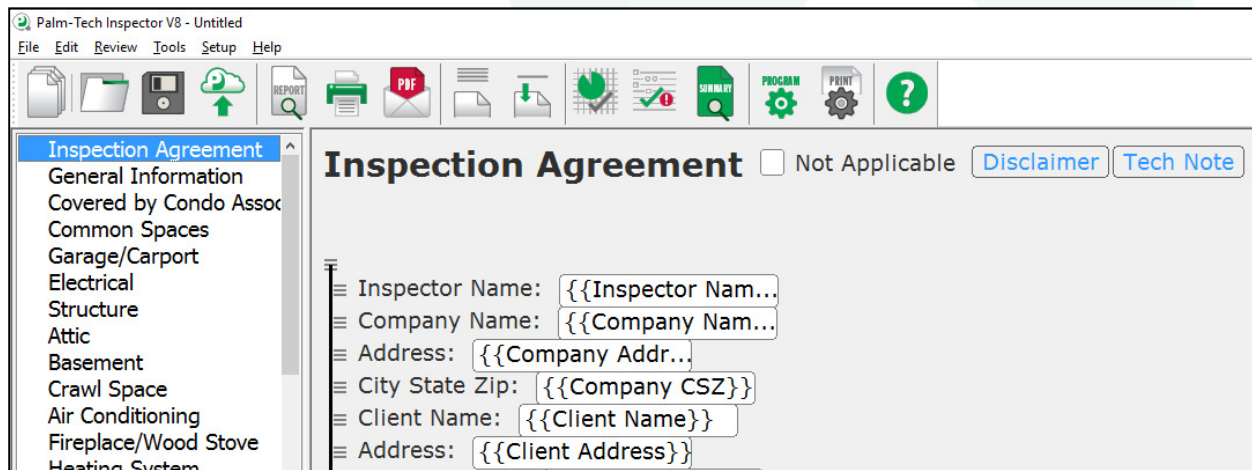 Palm-Tech Inspector V8 - Untitled
File Edit Review Tools Setup Help
REPORT PDF SUMMARY PROGRAM PRINT ?
Inspection Agreement
General Information
Covered by Condo Assoc
Common Spaces
Garage/Carport
Electrical
Structure
Attic
Basement
Crawl Space
Air Conditioning
Fireplace/Wood Stove
Heating System
Inspection Agreement Not Applicable Disclaimer Tech Note
Inspector Name: {{Inspector Nam...
Company Name: {{Company Nam...
Address: {{Company Addr...
City State Zip: {{Company CSZ}}
Client Name: {{Client Name}}
Address: {{Client Address}}